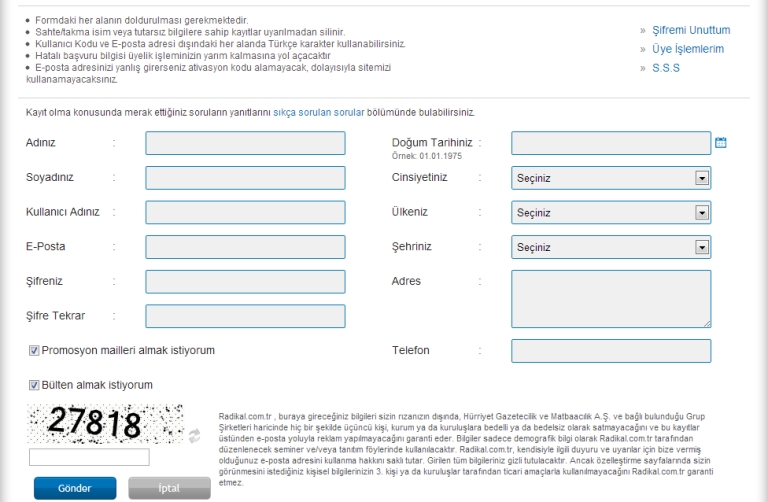 Formdaki her alanın doldurulması gerekmektedir.
Sahte/takma isim veya tutarsız bilgilere sahip kayıtlar uyarılmadan silinir.
Kullanıcı Kodu ve E-posta adresi dışındaki her alanda Türkçe karakter kullanabilirsiniz.
Hatalı başvuru bilgisi üyelik işleminizin yarım kalmasına yol açacaktır
E-posta adresinizi yanlış girerseniz ativasyon kodu alamayacak, dolayısıyla sitemizi
kullanamayacaksınız.
» Şifremi Unuttum
» Üye İşlemlerim
» S.S.S
Kayıt olma konusunda merak ettiğiniz soruların yanıtlarını sıkça sorulan sorular bölümünde bulabilirsiniz.
Adınız :
Soyadınız :
Kullanıcı Adınız :
E-Posta :
Şifreniz :
Şifre Tekrar :
Promosyon mailleri almak istiyorum
Bülten almak istiyorum
Doğum Tarihiniz :
Örnek: 01.01.1975
Cinsiyetiniz : Seçiniz
Ülkeniz : Seçiniz
Şehriniz : Seçiniz
Adres :
Telefon :
27818
Gönder İptal
Radikal.com.tr , buraya gireceğiniz bilgileri sizin rızanızın dışında, Hürriyet Gazetecilik ve Matbaacılık A.Ş. ve bağlı bulunduğu Grup
Şirketleri haricinde hiç bir şekilde üçüncü kişi, kurum ya da kuruluşlara bedelli ya da bedelsiz olarak satmayacağını ve bu kayıtlar
üstünden e-posta yoluyla reklam yapılmayacağını garanti eder. Bilgiler sadece demografik bilgi olarak Radikal.com.tr tarafından
düzenlenecek seminer ve/veya tanıtım föylerinde kullanılacaktır. Radikal.com.tr, kendisiyle ilgili duyuru ve uyarılar için bize vermiş
olduğunuz e-posta adresini kullanma hakkını saklı tutar. Girilen tüm bilgileriniz gizli tutulacaktır. Ancak özelleştirme sayfalarında sizin
görünmesini istediğiniz kişisel bilgilerinizin 3. kişi ya da kuruluşlar tarafından ticari amaçlarla kullanılmayacağını Radikal.com.tr garanti
etmez.